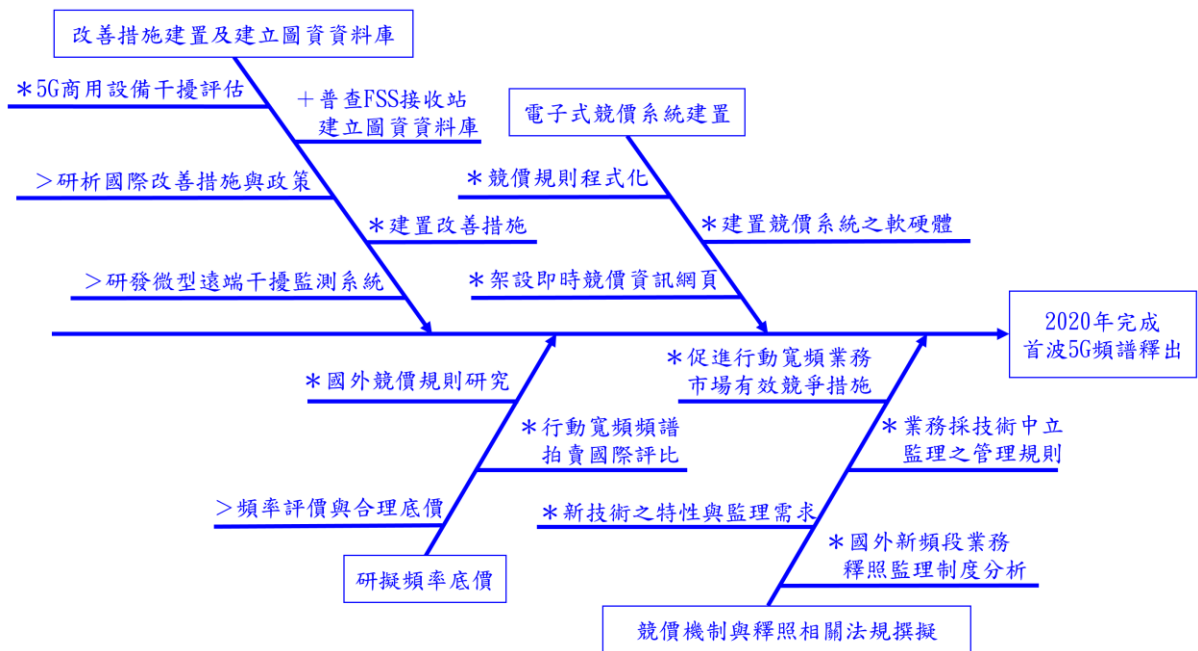 改善措施建置及建立圖資資料庫
＊5G商用設備干擾評估
＋普查FSS接收站
建立圖資資料庫
＞研析國際改善措施與政策
＊建置改善措施
＞研發微型遠端干擾監測系統
電子式競價系統建置
＊競價規則程式化
＊建置競價系統之軟硬體
＊架設即時競價資訊網頁
2020年完成
首波5G頻譜釋出
＊國外競價規則研究
＊行動寬頻頻譜
拍賣國際評比
＞頻率評價與合理底價
研擬頻率底價
＊促進行動寬頻業務
市場有效競爭措施
＊業務採技術中立
監理之管理規則
＊新技術之特性與監理需求
＊國外新頻段業務
釋照監理制度分析
競價機制與釋照相關法規撰擬